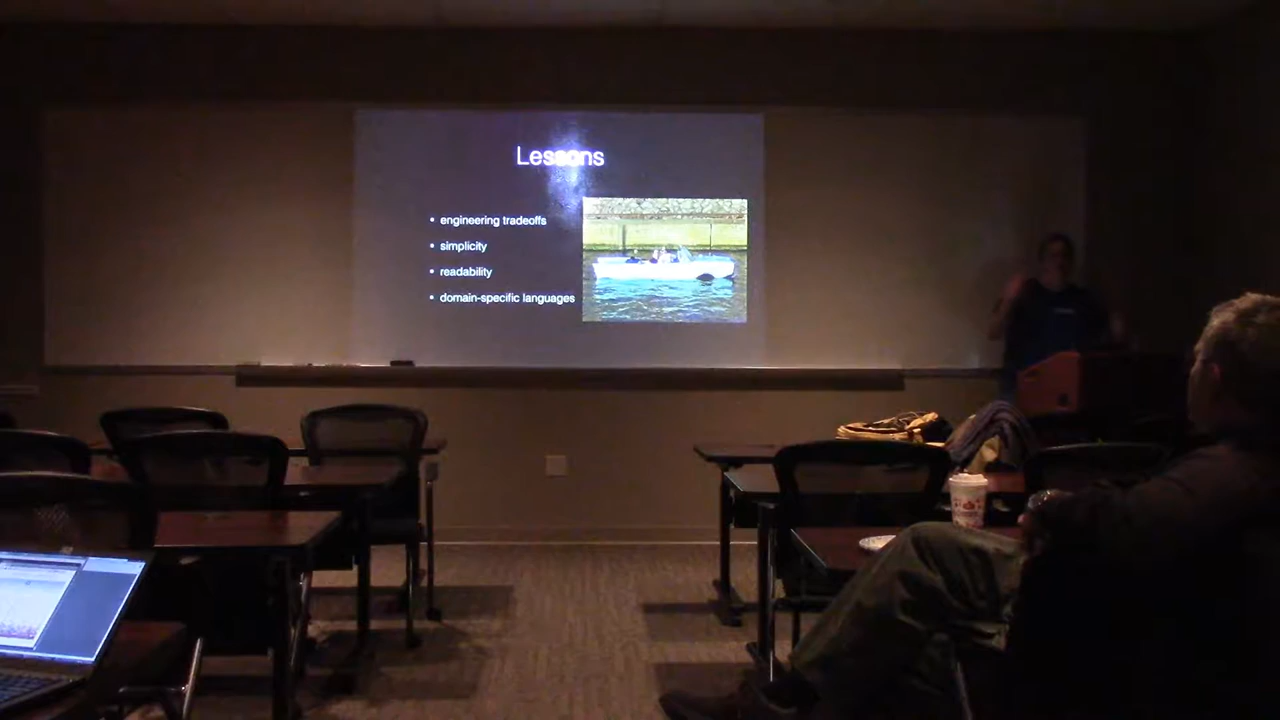 Lessons
• engineering tradeoffs
• simplicity
• readability
• domain-specific languages